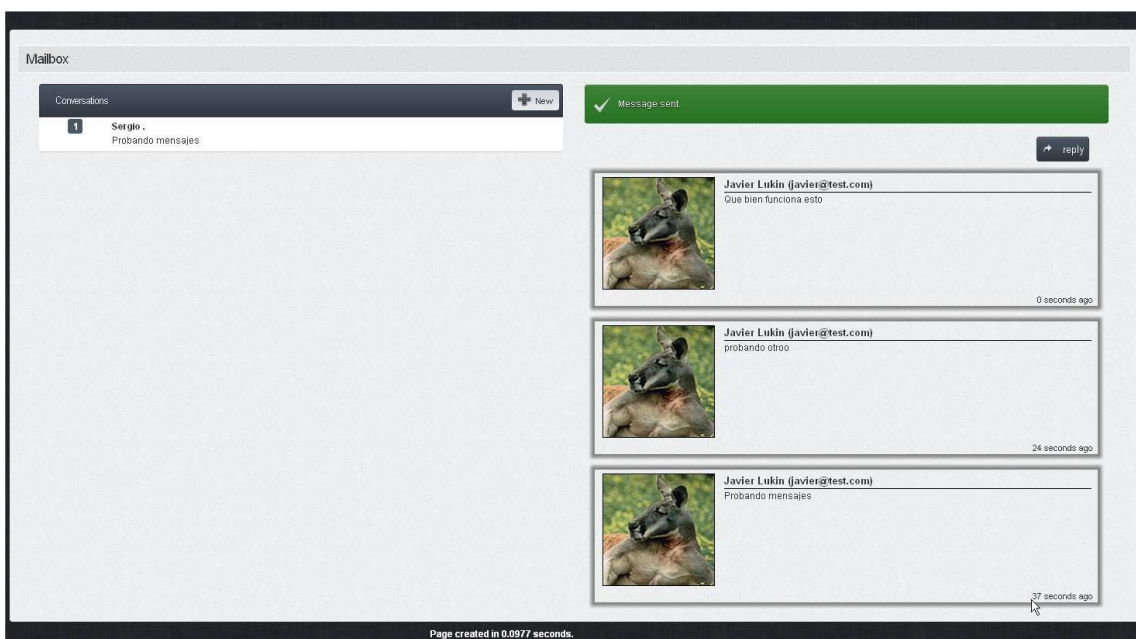 Mailbox
Conversations
New
1
Sergio .
Probando mensajes
Message sent.
reply
Javier Lukin (javier@test.com)
Que bien funciona esto
0 seconds ago
Javier Lukin (javier@test.com)
probando otroo
24 seconds ago
Javier Lukin (javier@test.com)
Probando mensajes
37 seconds ago
Page created in 0.0977 seconds.